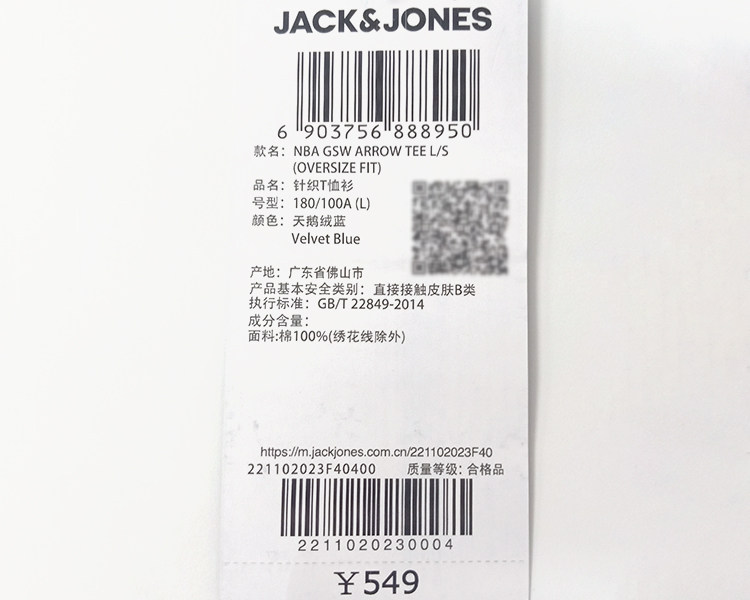 JACK&JONES
6 903756 888950
款名：NBA GSW ARROW TEE L/S
(OVERSIZE FIT)
品名：针织T恤衫
号型：180/100A (L)
颜色：天鹅绒蓝
Velvet Blue
产地：广东省佛山市
产品基本安全类别：直接接触皮肤B类
执行标准：GB/T 22849-2014
成分含量：
面料:棉100%(绣花线除外)
https://m.jackjones.com.cn/221102023F40
221102023F40400 质量等级：合格品
2211020230004
￥549